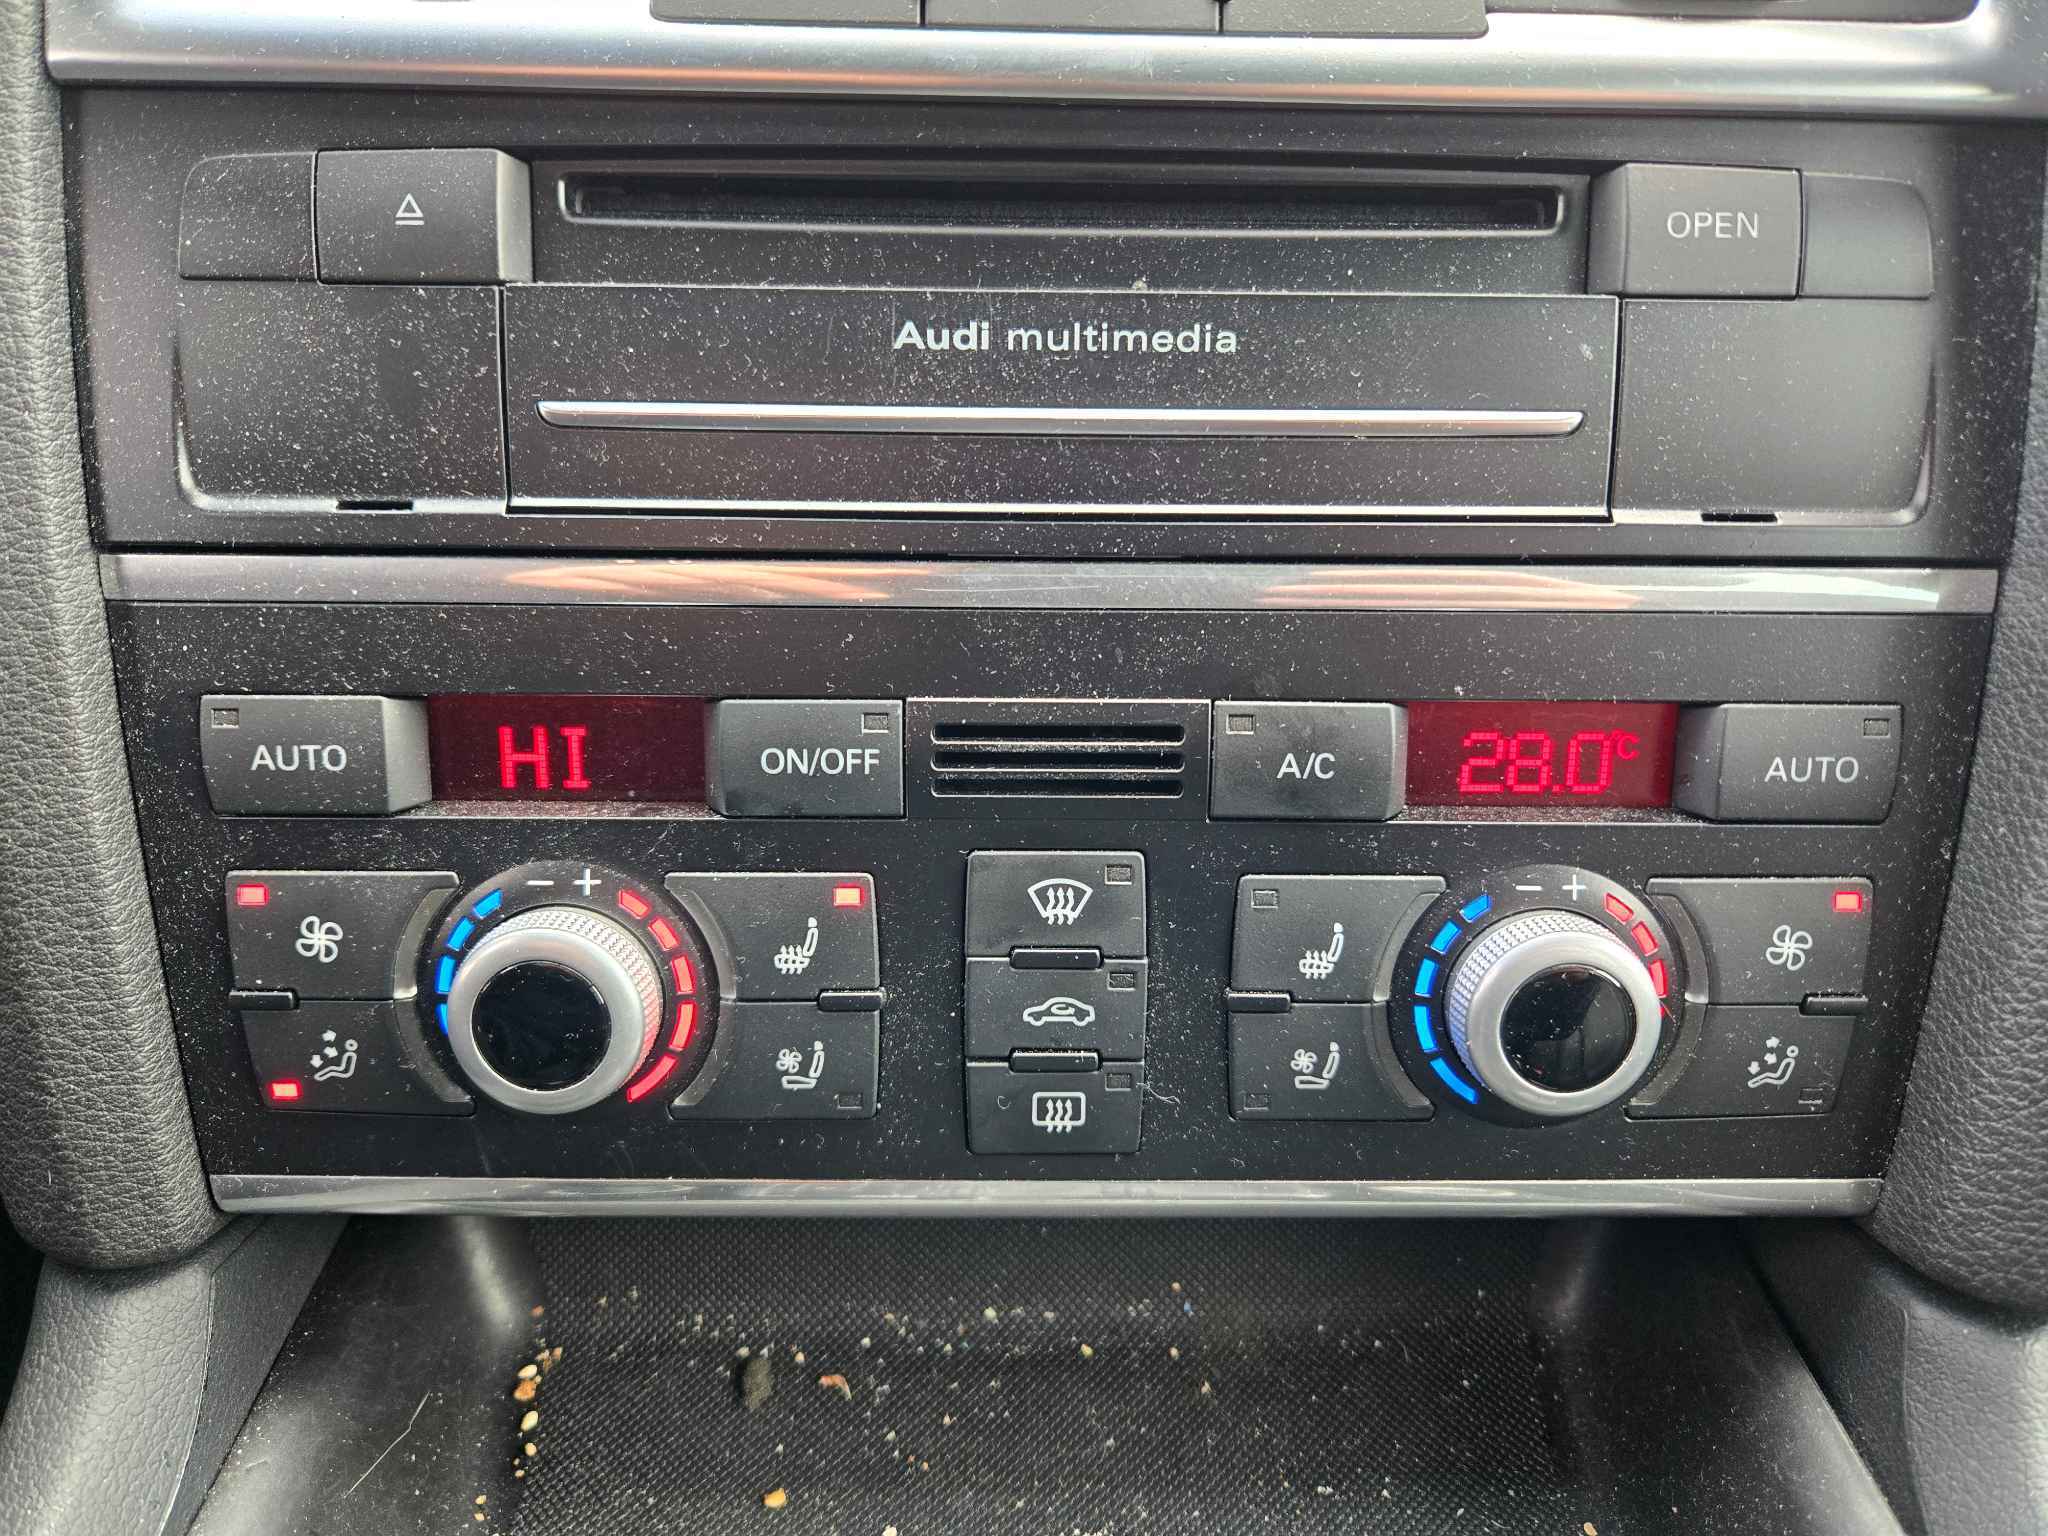 OPEN
Audi multimedia
AUTO HI ON/OFF A/C 28.0°C AUTO
- + - +